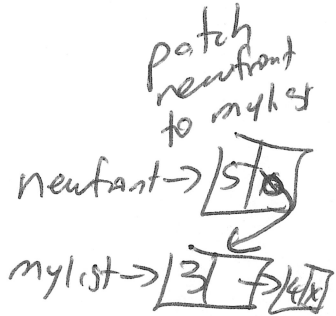 patch
newfront
to mylist
newfront→ 5
mylist→ 3 → 4 x